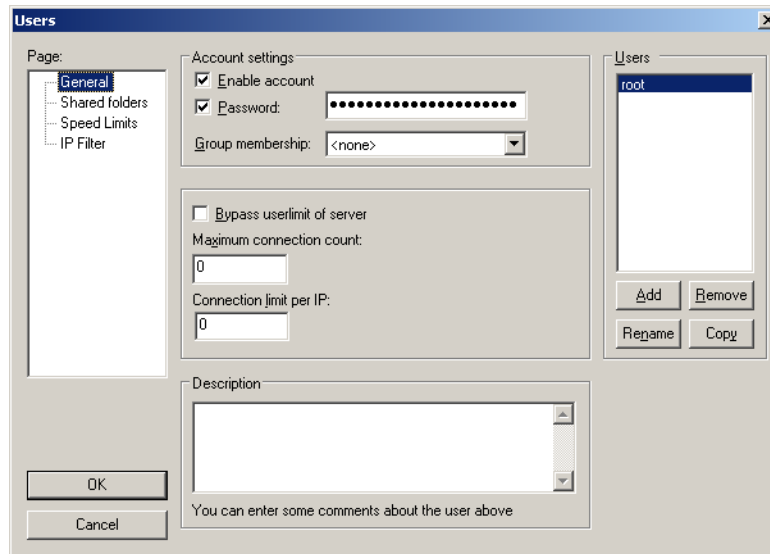 Users
Page:
General
Shared folders
Speed Limits
IP Filter
OK
Cancel
Account settings
Enable account
Password: ●●●●●●●●●●●●●●●●●●●●●
Group membership: <none>
Bypass userlimit of server
Maximum connection count:
0
Connection limit per IP:
0
Description
You can enter some comments about the user above
Users
root
Add Remove
Rename Copy